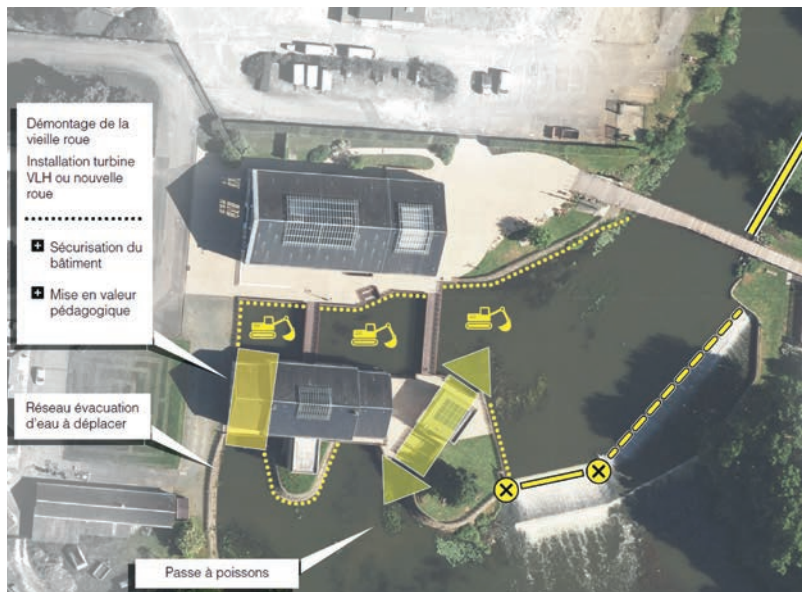 Démontage de la
vieille roue
Installation turbine
VLH ou nouvelle
roue
Sécurisation du
bâtiment
Mise en valeur
pédagogique
Réseau évacuation
d'eau à déplacer
Passe à poissons